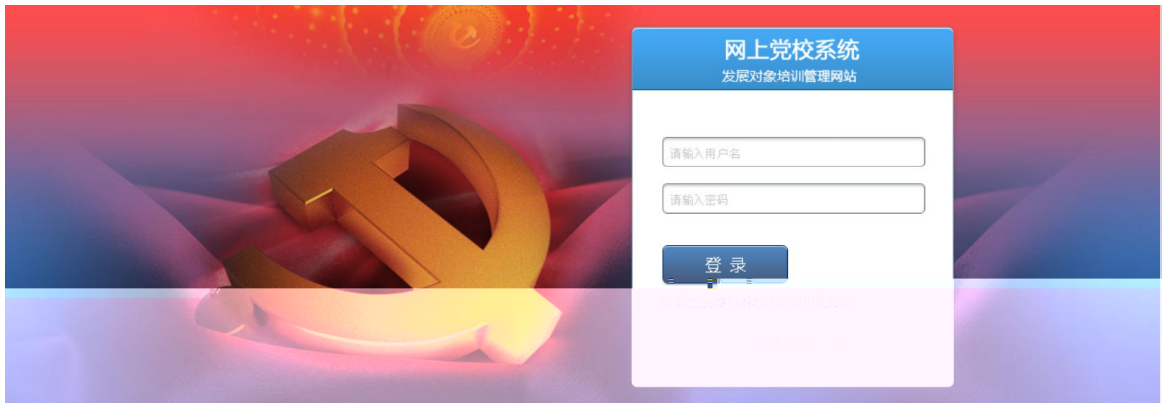 网上党校系统
发展对象培训管理网站
请输入用户名
请输入密码
登录